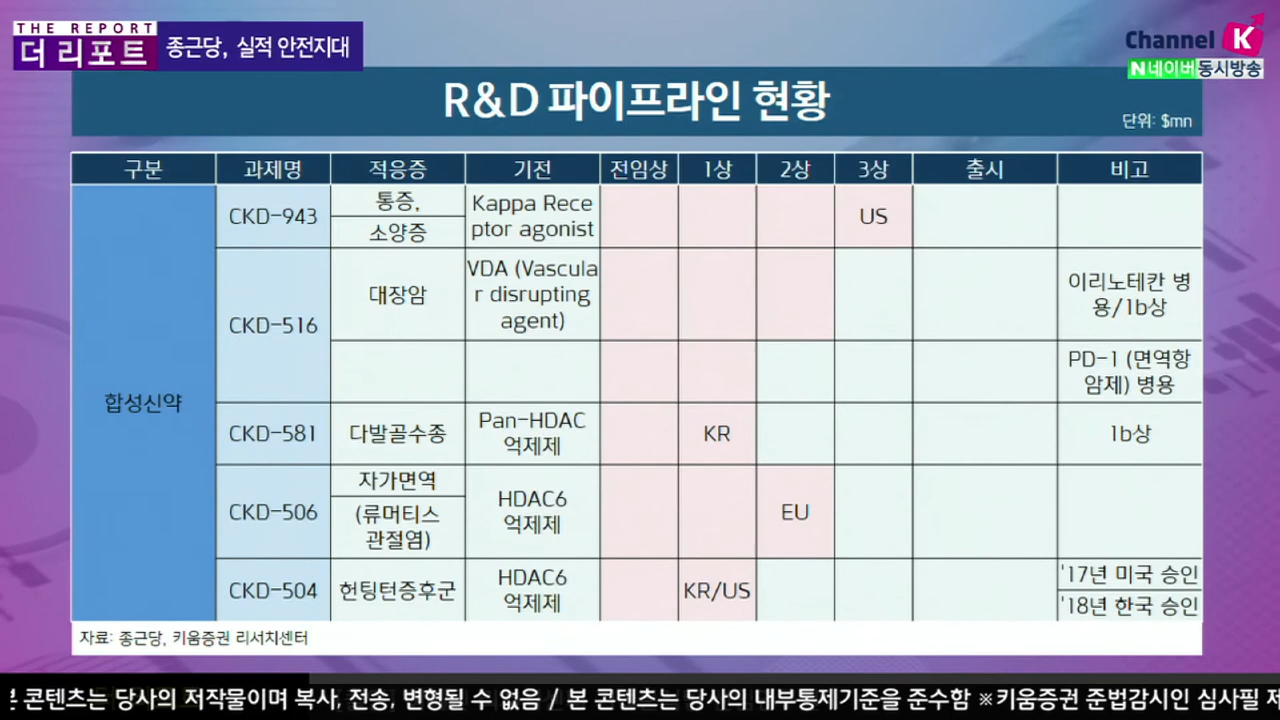 THE REPORT
더 리포트
종근당, 실적 안전지대
Channel K
N 네이버 동시방송
R&D 파이프라인 현황
단위: $mn
구분 과제명 적응증 기전 전임상 1상 2상 3상 출시 비고
합성신약
CKD-943
통증,
소양증
Kappa Rece
ptor agonist
US
CKD-516
대장암
VDA (Vascula
r disrupting
agent)
이리노테칸 병
용/1b상
PD-1 (면역항
암제) 병용
CKD-581
다발골수종
Pan-HDAC
억제제
KR
1b상
CKD-506
자가면역
(류머티스
관절염)
HDAC6
억제제
EU
CKD-504
헌팅턴증후군
HDAC6
억제제
KR/US
'17년 미국 승인
'18년 한국 승인
자료: 종근당, 키움증권 리서치센터
콘텐츠는 당사의 저작물이며 복사, 전송, 변형될 수 없음 / 본 콘텐츠는 당사의 내부통제기준을 준수함 ※키움증권 준법감시인 심사필